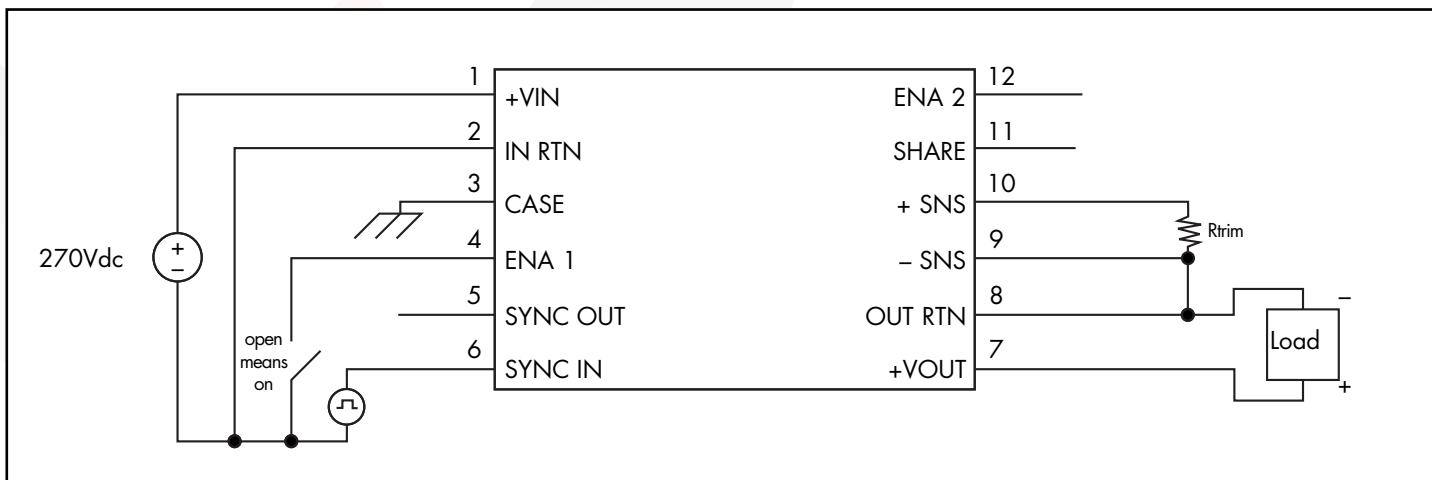 1
+VIN
2
IN RTN
3
CASE
4
ENA 1
5
SYNC OUT
6
SYNC IN
12
ENA 2
11
SHARE
10
+ SNS
9
– SNS
8
OUT RTN
7
+VOUT
270Vdc
+
–
open
means
on
Rtrim
–
Load
+